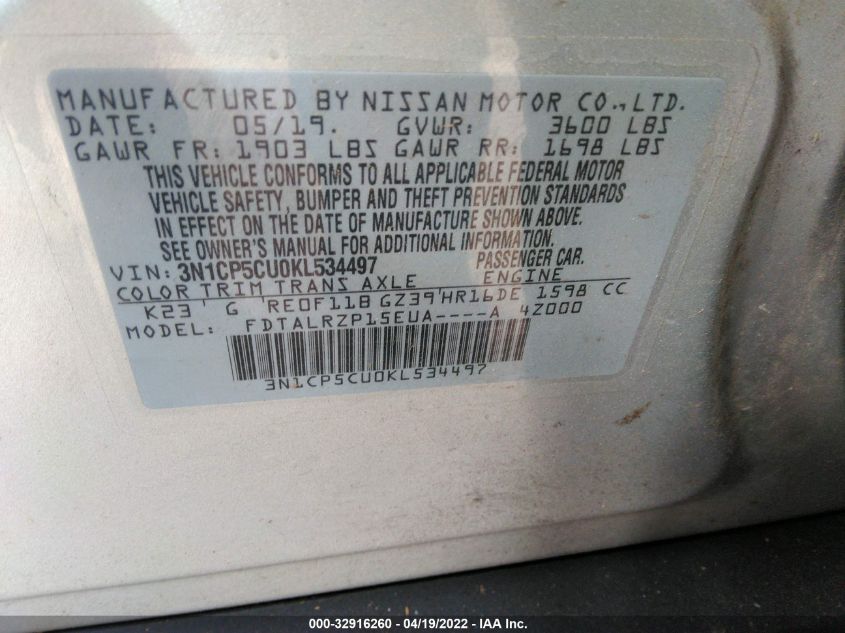 MANUFACTURED BY NISSAN MOTOR CO., LTD.
DATE: 05/19. GVWR: 3600 LBS
GAWR FR: 1903 LBS GAWR RR: 1698 LBS
THIS VEHICLE CONFORMS TO ALL APPLICABLE FEDERAL MOTOR
VEHICLE SAFETY, BUMPER AND THEFT PREVENTION STANDARDS
IN EFFECT ON THE DATE OF MANUFACTURE SHOWN ABOVE.
SEE OWNER'S MANUAL FOR ADDITIONAL INFORMATION.
VIN: 3N1CP5CU0KL534497 PASSENGER CAR.
COLOR TRIM TRANS AXLE ENGINE
K23 ' G 'RE0F11B GZ39'HR16DE 1598 CC
MODEL: FDTALRZP15EUA----A 4Z000
3N1CP5CU0KL534497
000-32916260 - 04/19/2022 - IAA Inc.